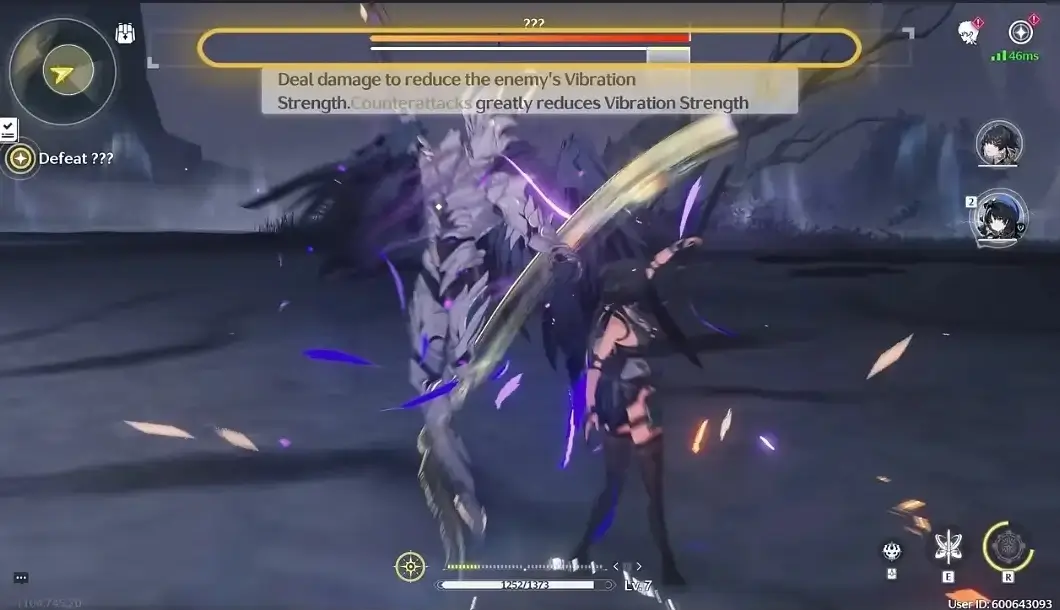 ???
46ms
Deal damage to reduce the enemy's Vibration
Strength.Counterattacks greatly reduces Vibration Strength
Defeat ???
2
1252/1373
Lv.7
E
R
User ID:600643093